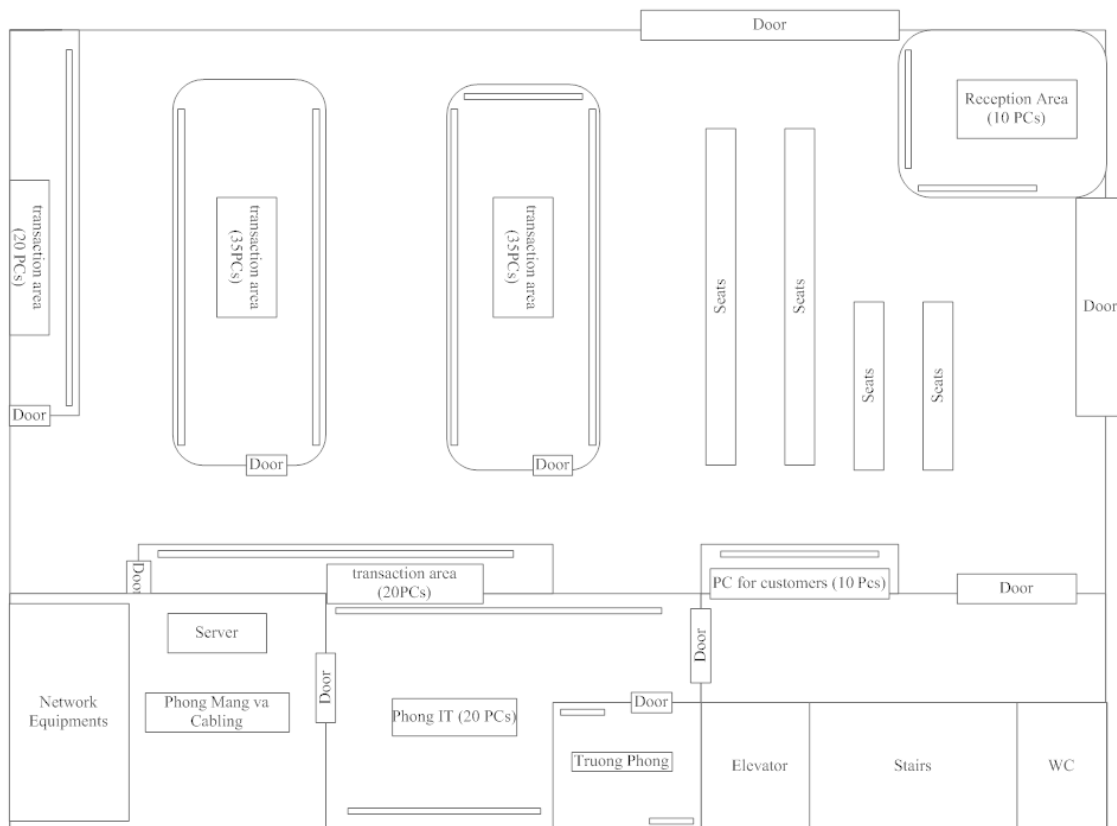 Door
Reception Area
(10 PCs)
transaction area
(20 PCs)
transaction area
(35PCs)
transaction area
(35PCs)
Seats
Seats
Seats
Seats
Door
Door
Door
Door
Door
transaction area
(20PCs)
PC for customers (10 Pcs)
Door
Server
Door
Door
Network
Equipments
Phong Mang va
Cabling
Phong IT (20 PCs)
Door
Truong Phong
Elevator
Stairs
WC